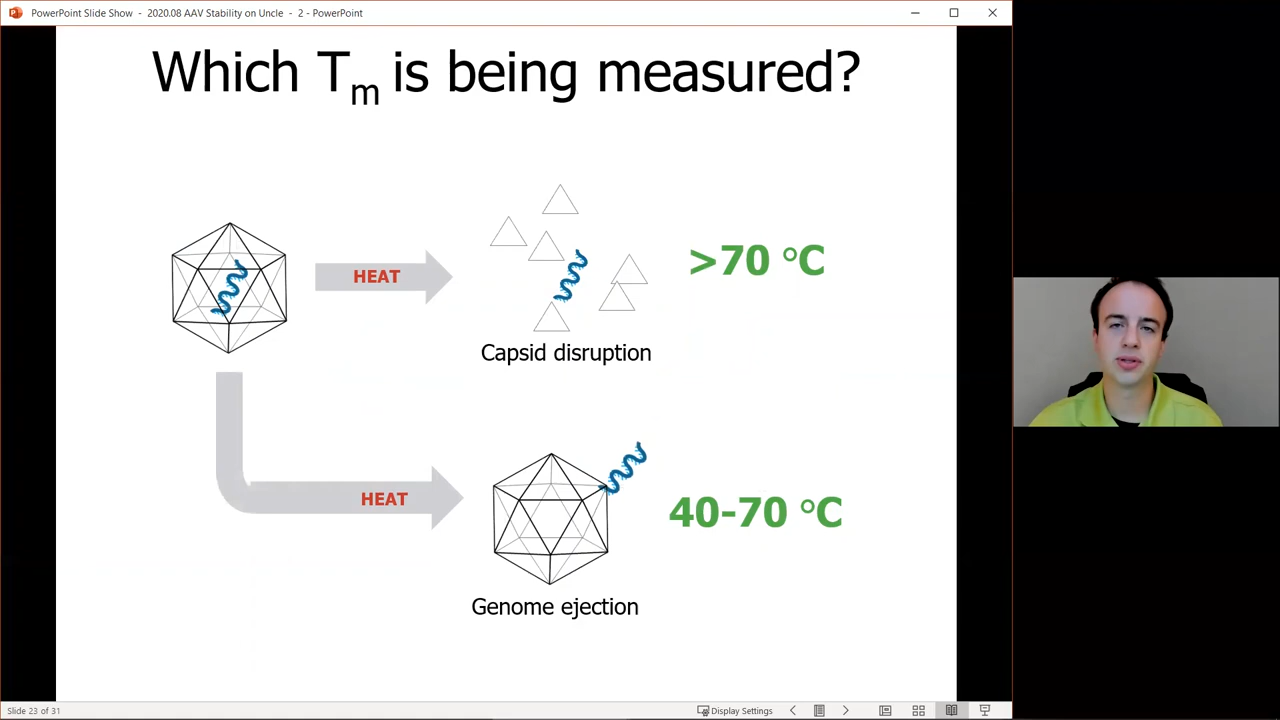 PowerPoint Slide Show - 2020.08 AAV Stability on Uncle - 2 - PowerPoint
Which Tm is being measured?
HEAT
>70 °C
Capsid disruption
HEAT
40-70 °C
Genome ejection
Slide 23 of 31
Display Settings